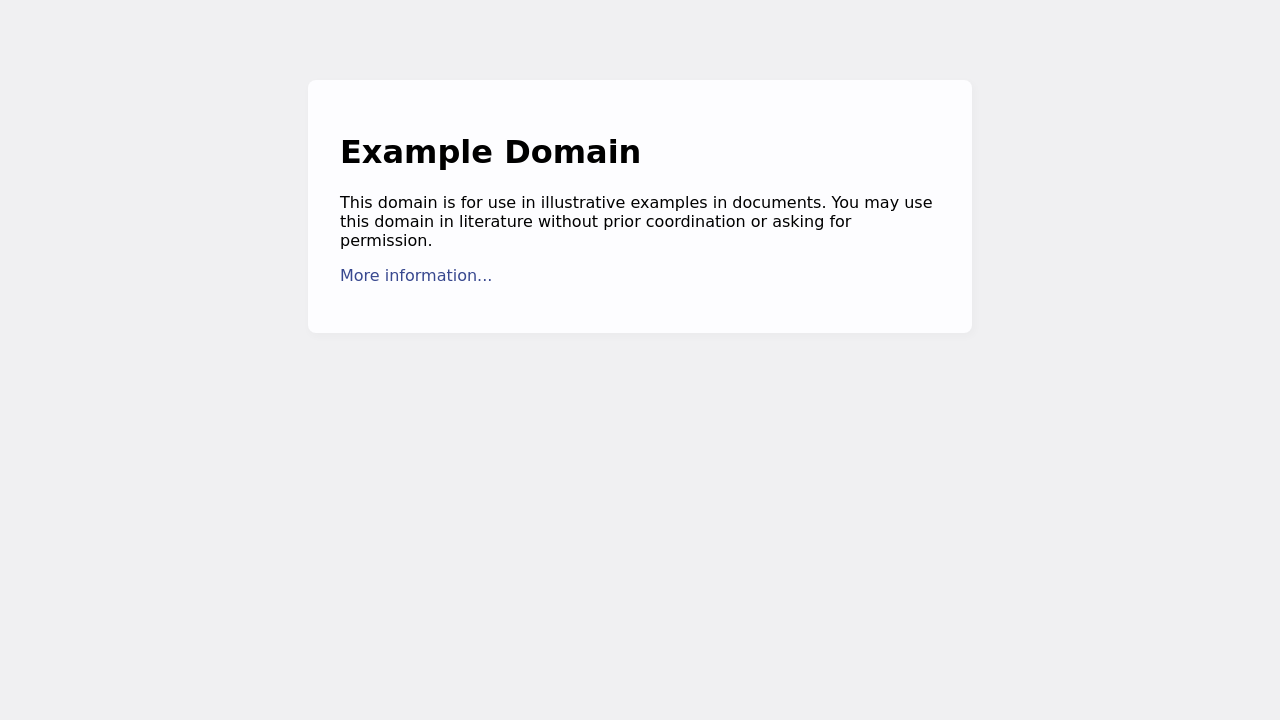 Example Domain
This domain is for use in illustrative examples in documents. You may use
this domain in literature without prior coordination or asking for
permission.
More information...